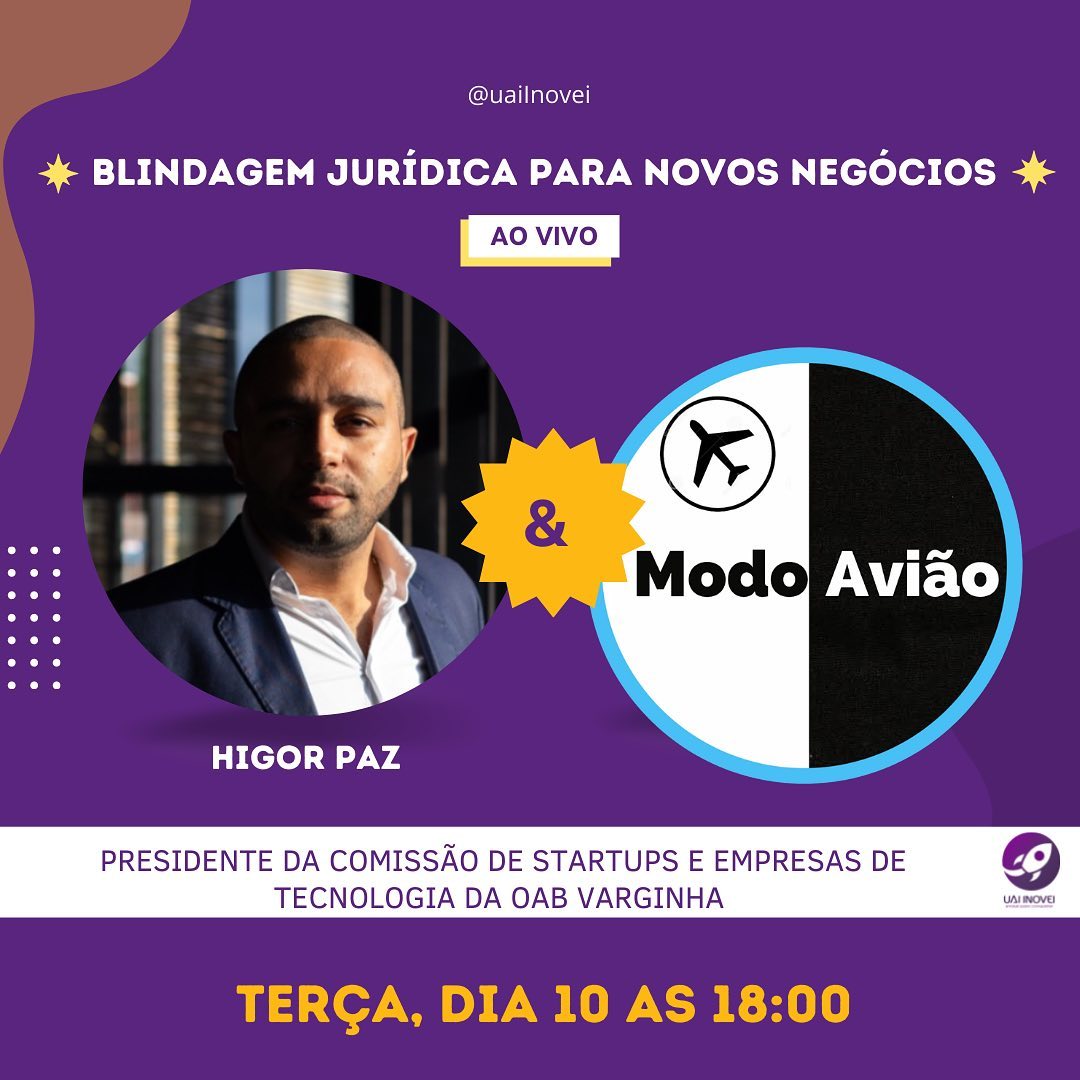 @uaiInovei
BLINDAGEM JURÍDICA PARA NOVOS NEGÓCIOS
AO VIVO
&
Modo Avião
HIGOR PAZ
PRESIDENTE DA COMISSÃO DE STARTUPS E EMPRESAS DE
TECNOLOGIA DA OAB VARGINHA
UAI INOVEI
TERÇA, DIA 10 AS 18:00